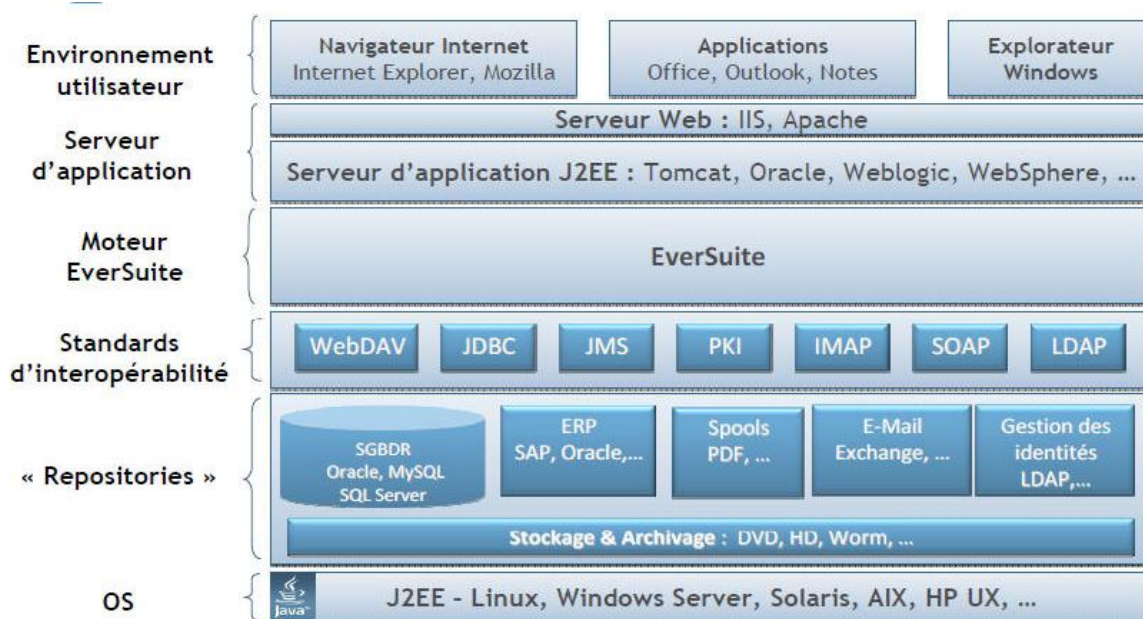 Environnement
utilisateur
Navigateur Internet
Internet Explorer, Mozilla
Applications
Office, Outlook, Notes
Explorateur
Windows
Serveur
d'application
Serveur Web : IIS, Apache
Serveur d'application J2EE : Tomcat, Oracle, Weblogic, WebSphere, …
Moteur
EverSuite
EverSuite
Standards
d'interopérabilité
WebDAV
JDBC
JMS
PKI
IMAP
SOAP
LDAP
« Repositories »
SGBDR
Oracle, MySQL
SQL Server
ERP
SAP, Oracle,…
Spools
PDF, …
E-Mail
Exchange, …
Gestion des
identités
LDAP,…
Stockage & Archivage : DVD, HD, Worm, …
OS
Java™
J2EE - Linux, Windows Server, Solaris, AIX, HP UX, …